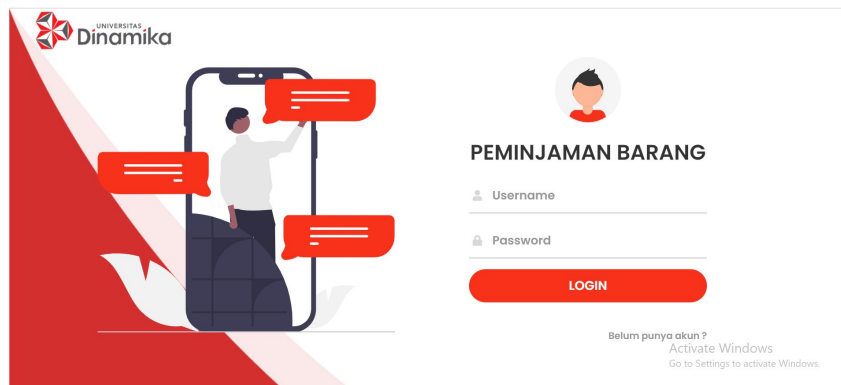 UNIVERSITAS
Dinamika
PEMINJAMAN BARANG
Username
Password
LOGIN
Belum punya akun ?
Activate Windows
Go to Settings to activate Windows.